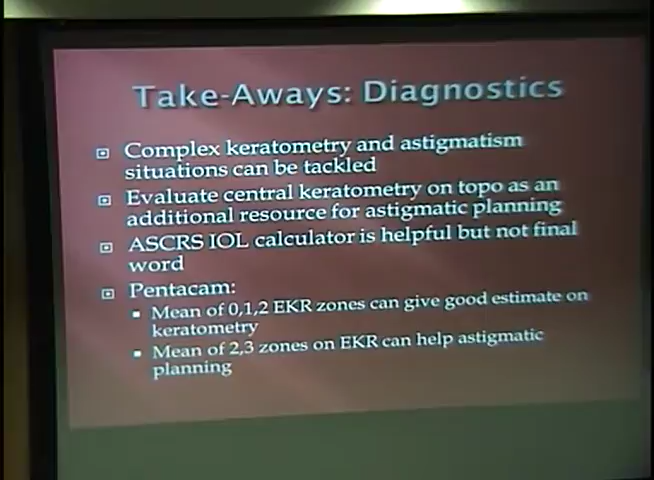 Take-Aways: Diagnostics
Complex keratometry and astigmatism
situations can be tackled
Evaluate central keratometry on topo as an
additional resource for astigmatic planning
ASCRS IOL calculator is helpful but not final
word
Pentacam:
Mean of 0,1,2 EKR zones can give good estimate on
keratometry
Mean of 2,3 zones on EKR can help astigmatic
planning